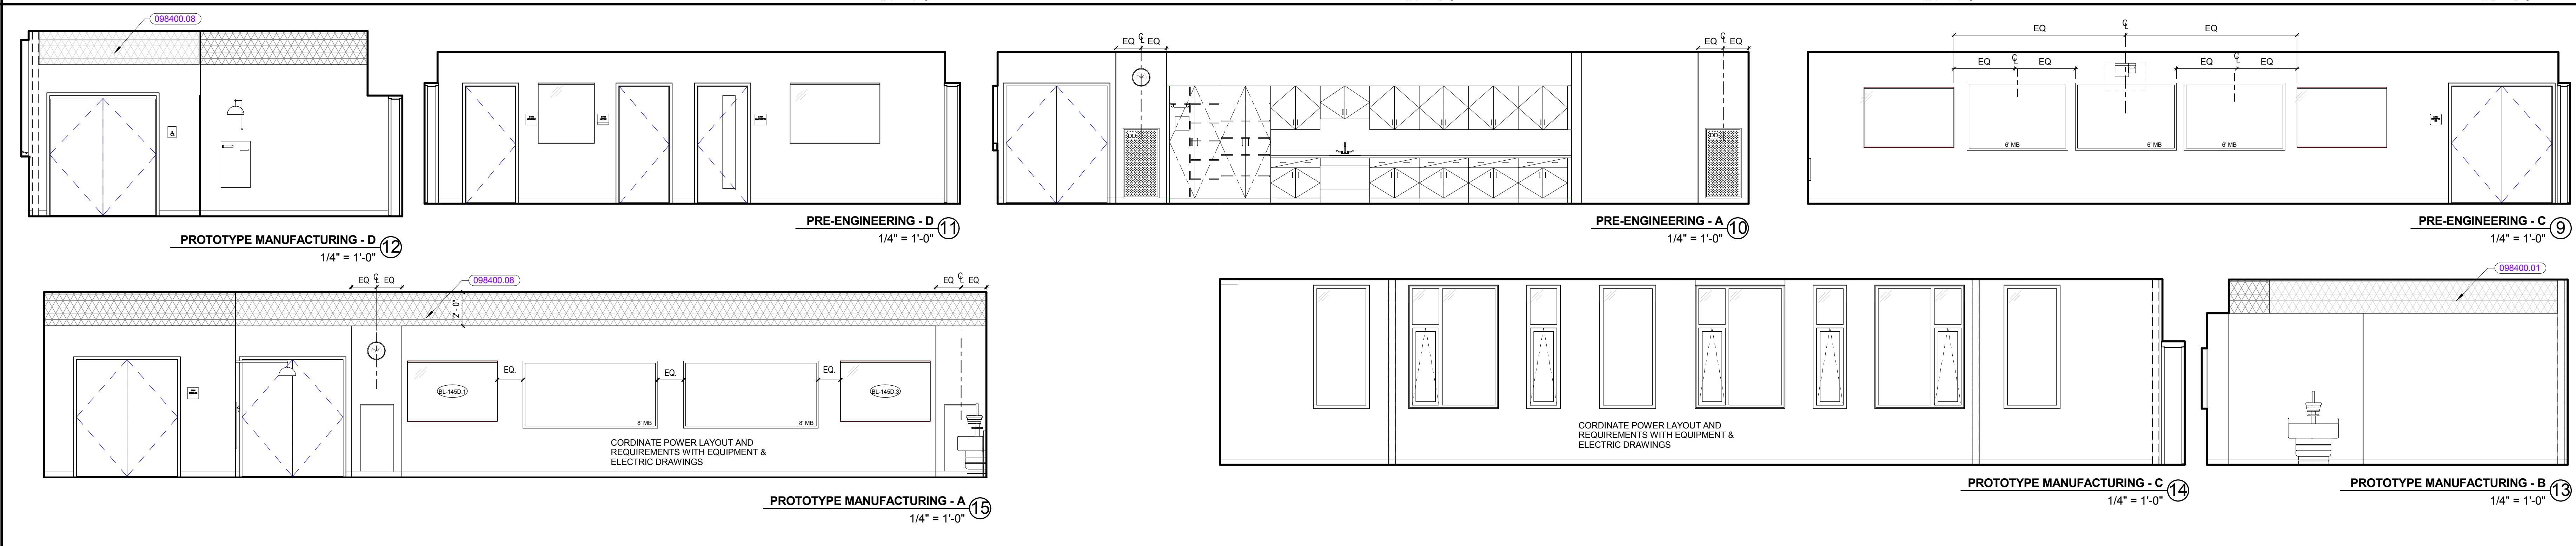 098400.08
PROTOTYPE MANUFACTURING - D
12
1/4" = 1'-0"
PRE-ENGINEERING - D
11
1/4" = 1'-0"
EQ
EQ
EQ
EQ
PRE-ENGINEERING - A
10
1/4" = 1'-0"
EQ
EQ
EQ
EQ
EQ
EQ
6' MB
6' MB
6' MB
PRE-ENGINEERING - C
9
1/4" = 1'-0"
EQ
EQ
098400.08
2' - 0"
EQ
EQ
EQ.
EQ.
EQ.
BL-145D.1
BL-145D.3
8' MB
8' MB
CORDINATE POWER LAYOUT AND
REQUIREMENTS WITH EQUIPMENT &
ELECTRIC DRAWINGS
PROTOTYPE MANUFACTURING - A
15
1/4" = 1'-0"
CORDINATE POWER LAYOUT AND
REQUIREMENTS WITH EQUIPMENT &
ELECTRIC DRAWINGS
PROTOTYPE MANUFACTURING - C
14
1/4" = 1'-0"
098400.01
PROTOTYPE MANUFACTURING - B
13
1/4" = 1'-0"